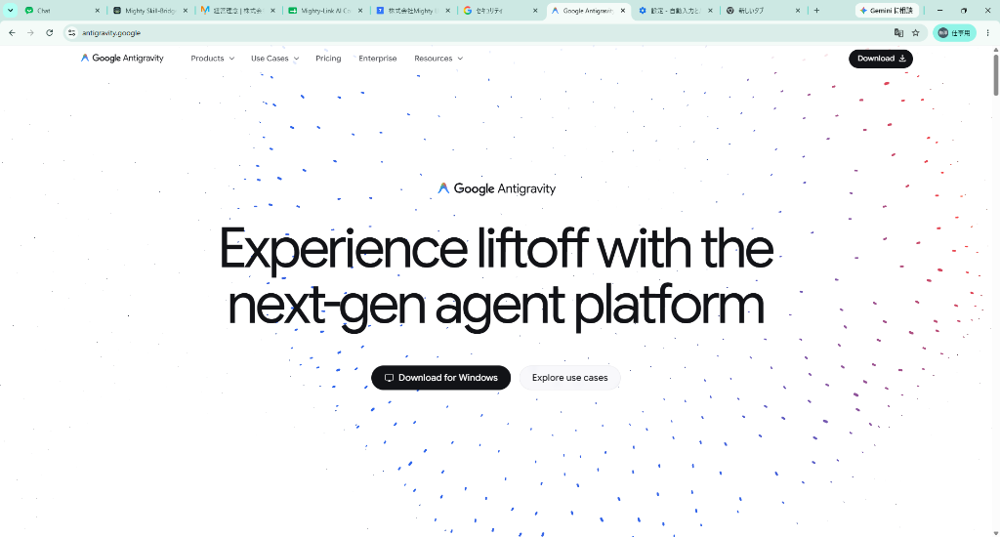 Chat
Mighty Skill-Bridg
経営理念 | 株式会
Mighty-Link AI Cr
株式会社Mighty L
セキュリティ
Google Antigravity
設定 - 自動入力と
新しいタブ
Gemini に相談
antigravity.google
仕事用
Google Antigravity
Products
Use Cases
Pricing
Enterprise
Resources
Download
Google Antigravity
Experience liftoff with the
next-gen agent platform
Download for Windows
Explore use cases